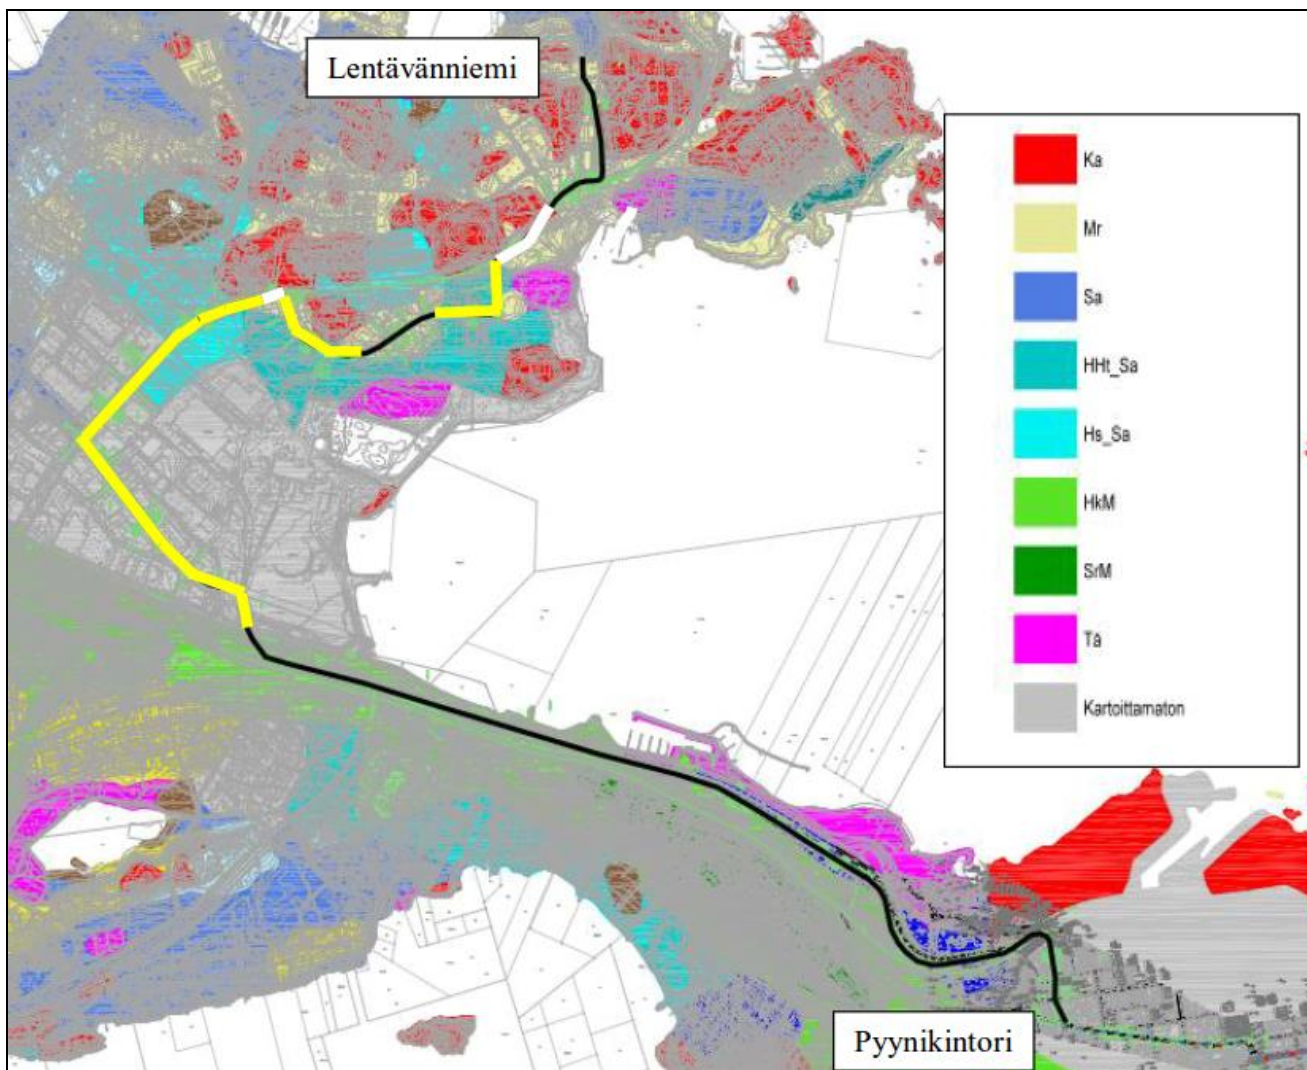 Lentävänniemi
Ka
Mr
Sa
HHt_Sa
Hs_Sa
HkM
SrM
Tä
Kartoittamaton
Pyynikintori